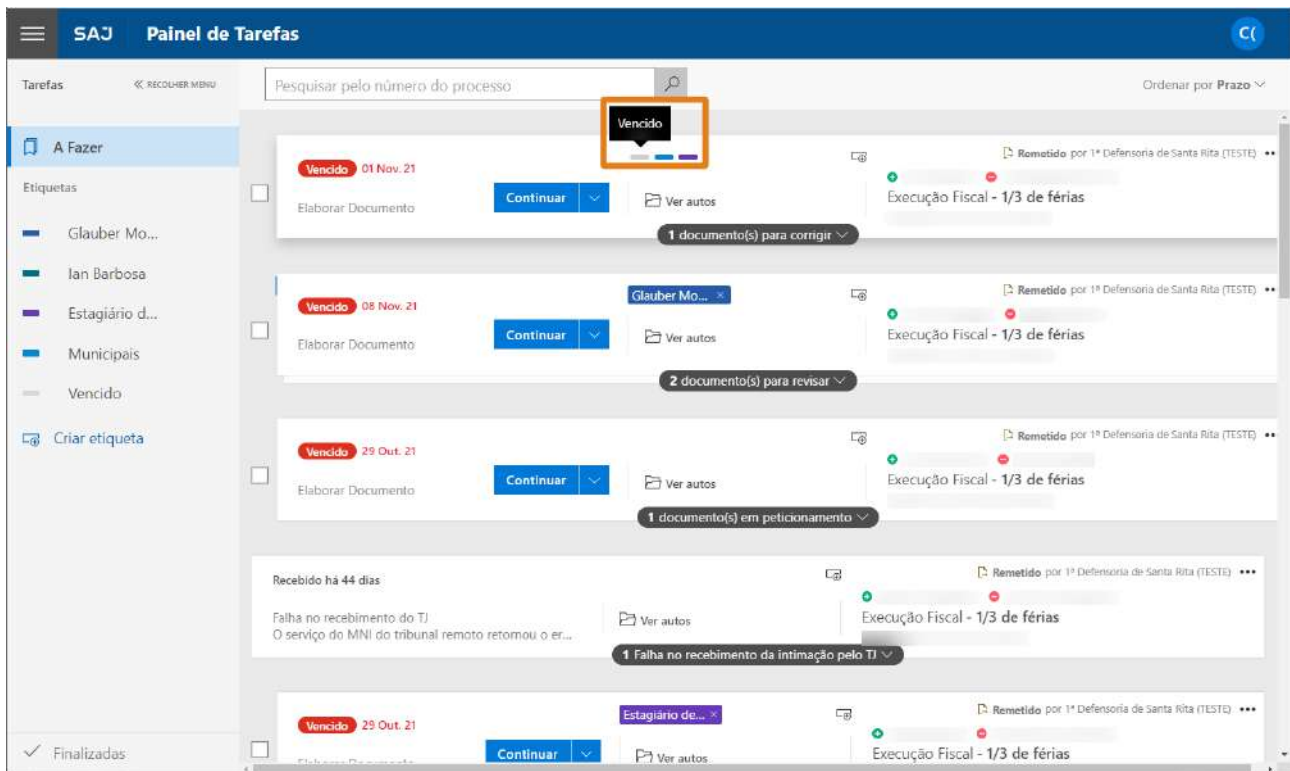 SAJ Painel de Tarefas C(
Tarefas « RECOLHER MENU
Pesquisar pelo número do processo
Ordenar por Prazo
A Fazer
Etiquetas
Glauber Mo...
Ian Barbosa
Estagiário d...
Municipais
Vencido
Criar etiqueta
Finalizadas
Vencido
Vencido 01 Nov. 21
Elaborar Documento
Continuar
Ver autos
Remetido por 1ª Defensoria de Santa Rita (TESTE)
Execução Fiscal - 1/3 de férias
1 documento(s) para corrigir
Vencido 08 Nov. 21
Elaborar Documento
Continuar
Glauber Mo... ×
Ver autos
Remetido por 1ª Defensoria de Santa Rita (TESTE)
Execução Fiscal - 1/3 de férias
2 documento(s) para revisar
Vencido 29 Out. 21
Elaborar Documento
Continuar
Ver autos
Remetido por 1ª Defensoria de Santa Rita (TESTE)
Execução Fiscal - 1/3 de férias
1 documento(s) em peticionamento
Recebido há 44 dias
Falha no recebimento do TJ
O serviço do MNI do tribunal remoto retornou o er...
Ver autos
Remetido por 1ª Defensoria de Santa Rita (TESTE)
Execução Fiscal - 1/3 de férias
1 Falha no recebimento da intimação pelo TJ
Vencido 29 Out. 21
Continuar
Estagiário de... ×
Ver autos
Remetido por 1ª Defensoria de Santa Rita (TESTE)
Execução Fiscal - 1/3 de férias